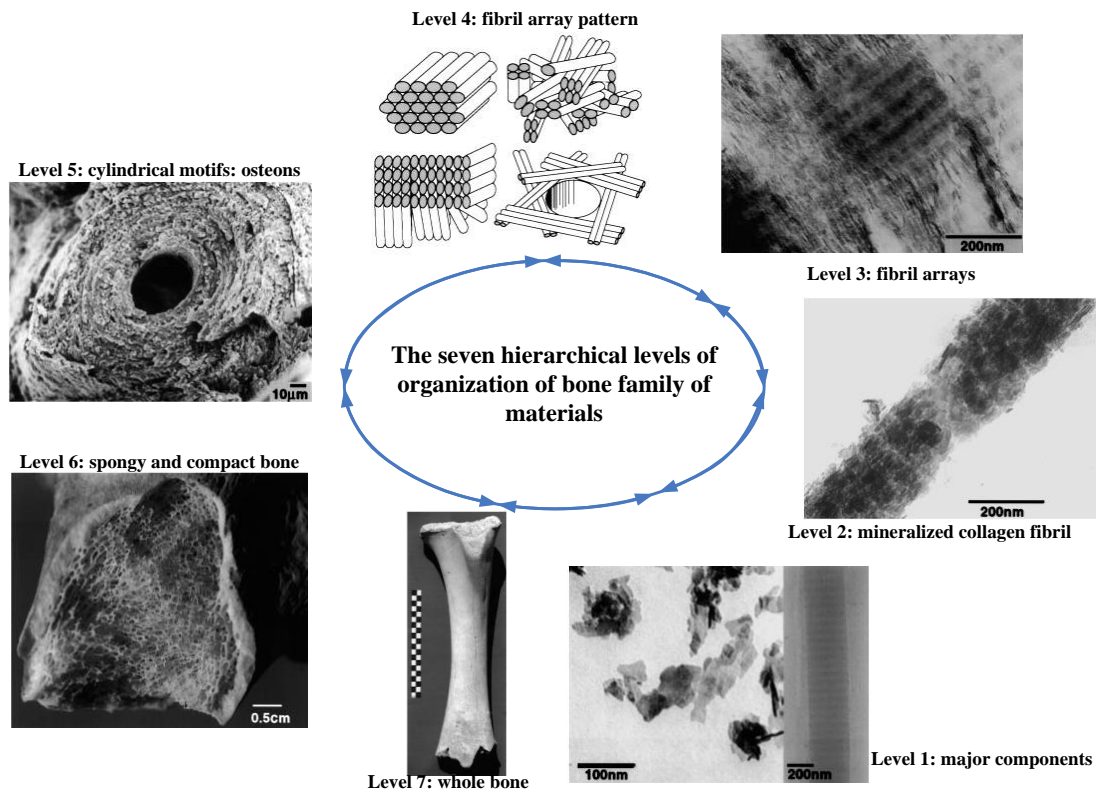 Level 4: fibril array pattern
200nm
Level 3: fibril arrays
Level 5: cylindrical motifs: osteons
10µm
The seven hierarchical levels of
organization of bone family of
materials
200nm
Level 2: mineralized collagen fibril
Level 6: spongy and compact bone
0.5cm
Level 7: whole bone
100nm
200nm
Level 1: major components